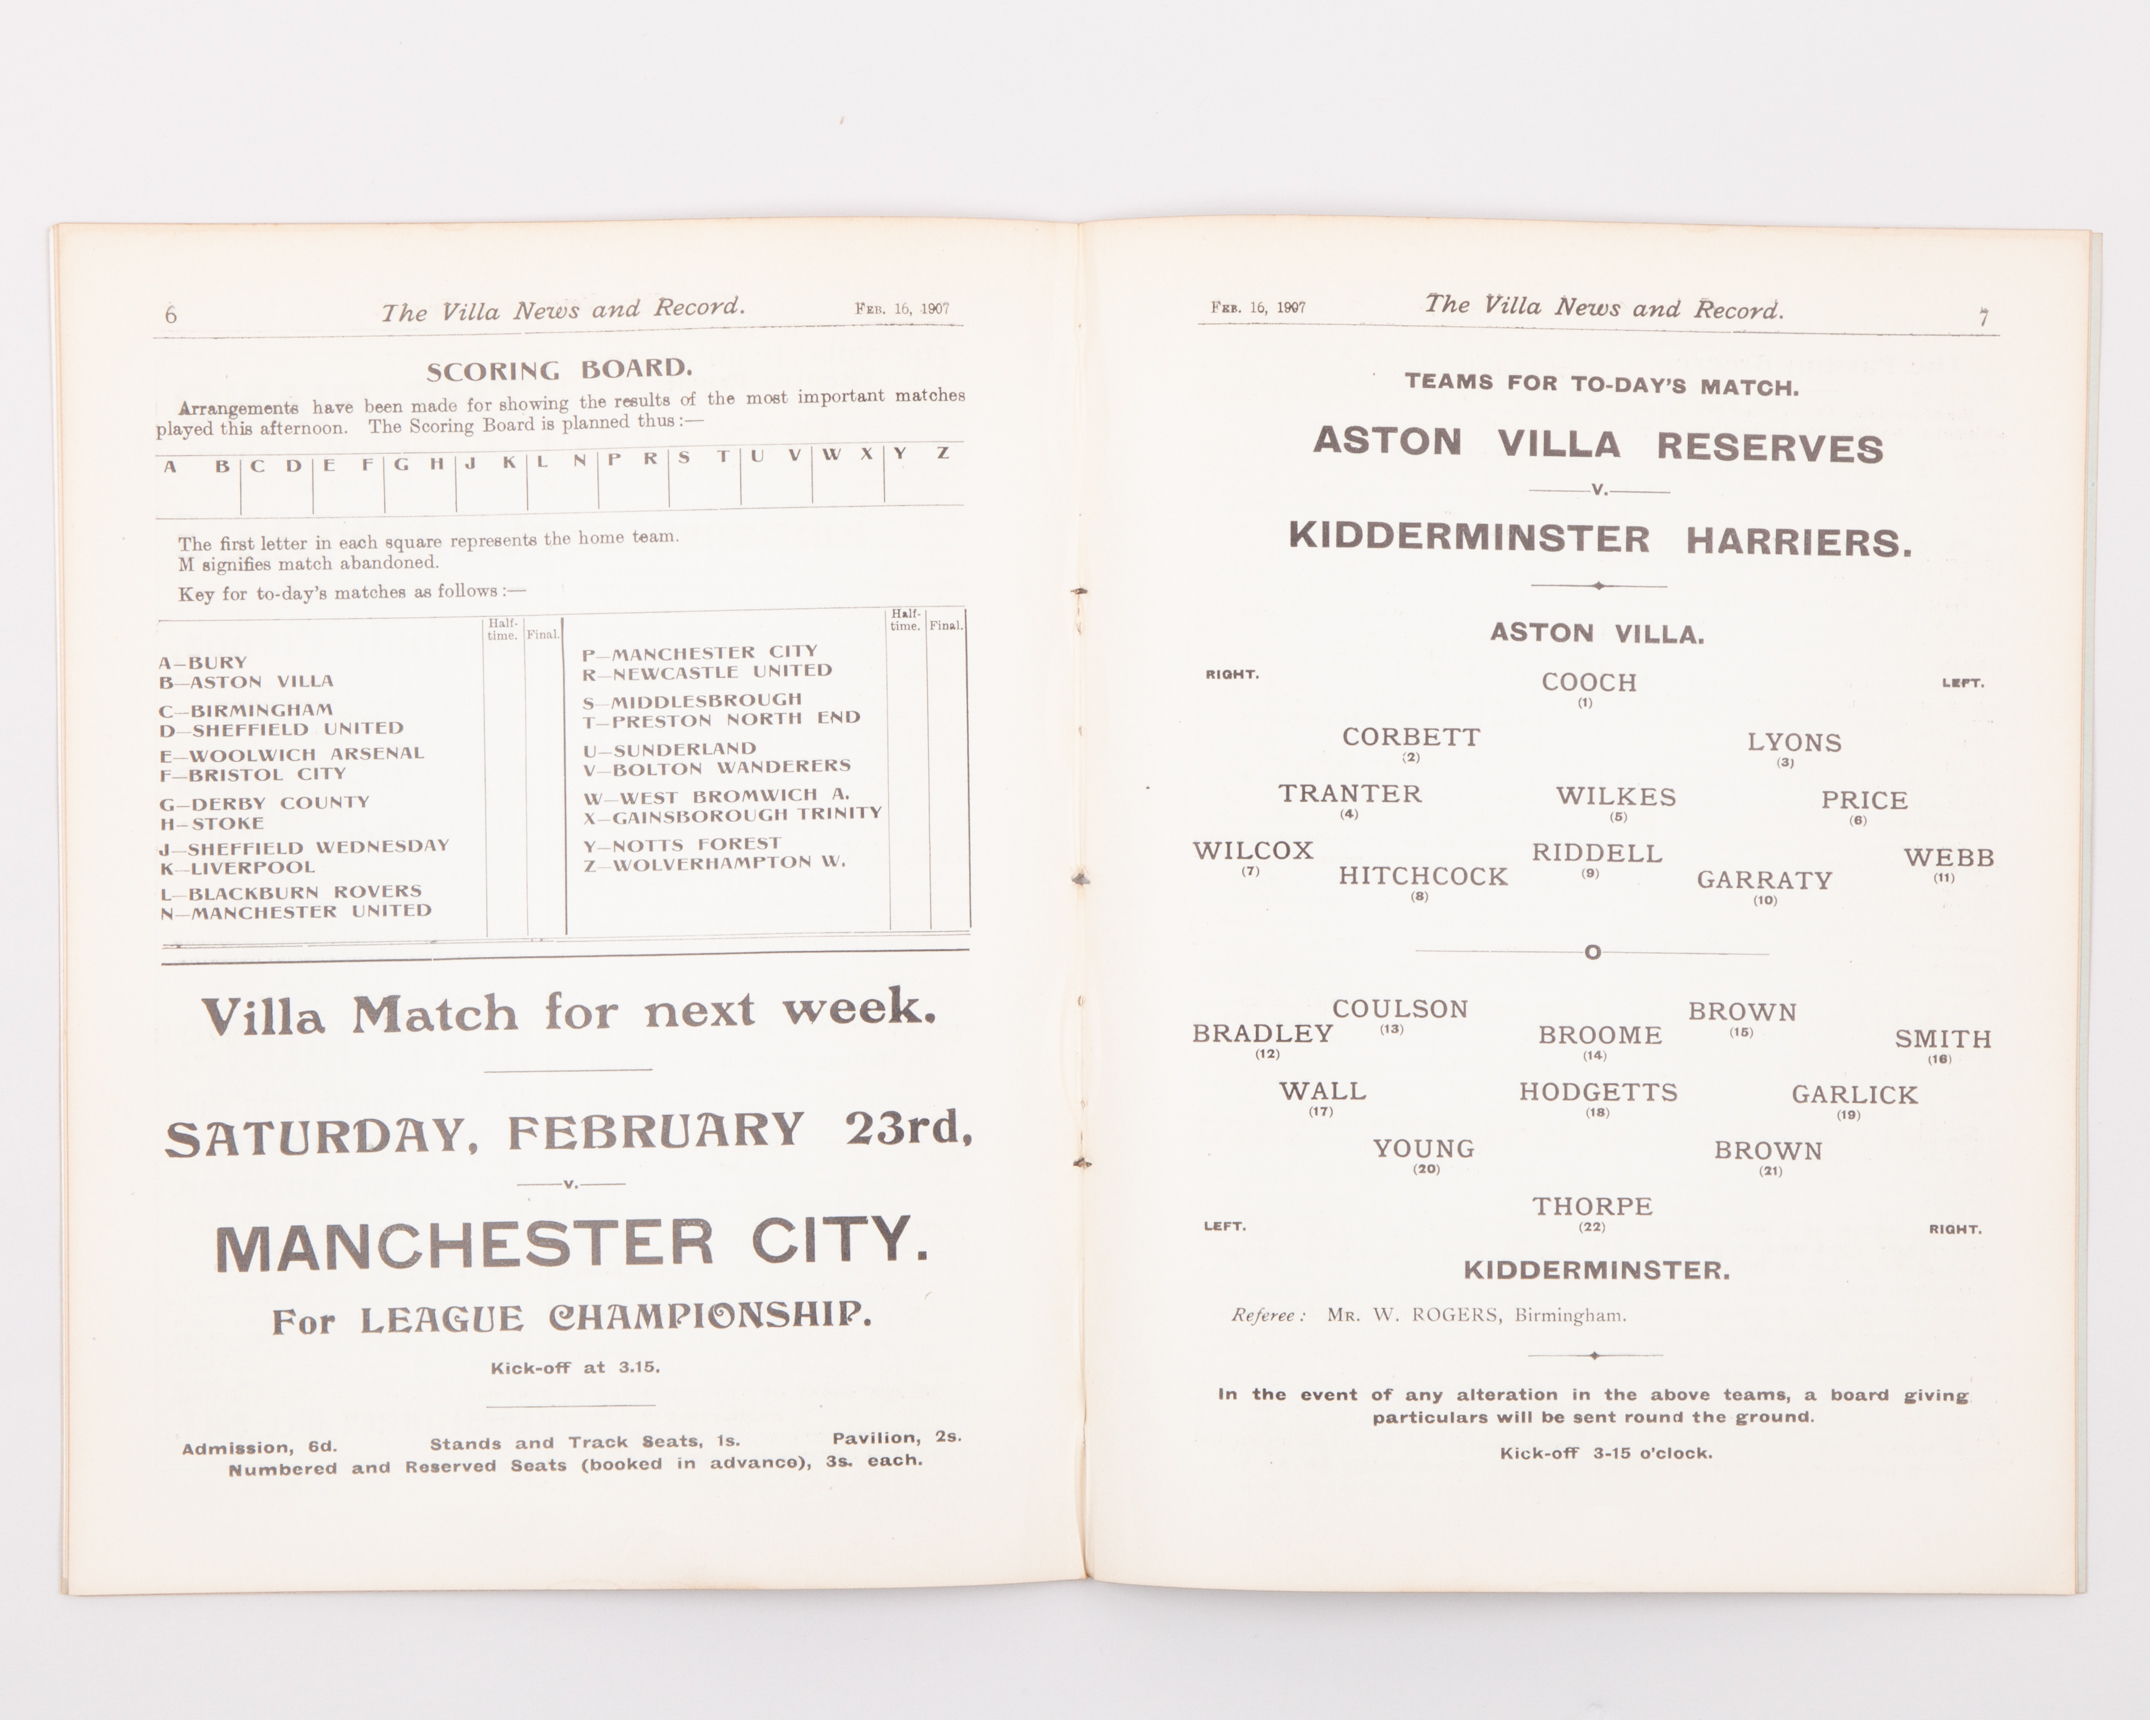 6 The Villa News and Record. FEB. 16, 1907
SCORING BOARD.
Arrangements have been made for showing the results of the most important matches
played this afternoon. The Scoring Board is planned thus:—
A B C D E F G H J K L N P R S T U V W X Y Z
The first letter in each square represents the home team.
M signifies match abandoned.
Key for to-day's matches as follows:—
Half-time. Final.
A—BURY
B—ASTON VILLA
C—BIRMINGHAM
D—SHEFFIELD UNITED
E—WOOLWICH ARSENAL
F—BRISTOL CITY
G—DERBY COUNTY
H—STOKE
J—SHEFFIELD WEDNESDAY
K—LIVERPOOL
L—BLACKBURN ROVERS
N—MANCHESTER UNITED
Half-time. Final.
P—MANCHESTER CITY
R—NEWCASTLE UNITED
S—MIDDLESBROUGH
T—PRESTON NORTH END
U—SUNDERLAND
V—BOLTON WANDERERS
W—WEST BROMWICH A.
X—GAINSBOROUGH TRINITY
Y—NOTTS FOREST
Z—WOLVERHAMPTON W.
Villa Match for next week.
SATURDAY, FEBRUARY 23rd,
v.
MANCHESTER CITY.
For LEAGUE CHAMPIONSHIP.
Kick-off at 3.15.
Admission, 6d. Stands and Track Seats, 1s. Pavilion, 2s.
Numbered and Reserved Seats (booked in advance), 3s. each.
FEB. 16, 1907 The Villa News and Record. 7
TEAMS FOR TO-DAY'S MATCH.
ASTON VILLA RESERVES
V.
KIDDERMINSTER HARRIERS.
ASTON VILLA.
RIGHT. COOCH LEFT.
(1)
CORBETT LYONS
(2) (3)
TRANTER WILKES PRICE
(4) (5) (6)
WILCOX RIDDELL WEBB
(7) (9) (11)
HITCHCOCK GARRATY
(8) (10)
O
COULSON BROWN
(13) (15)
BRADLEY BROOME SMITH
(12) (14) (16)
WALL HODGETTS GARLICK
(17) (18) (19)
YOUNG BROWN
(20) (21)
THORPE
(22)
LEFT. RIGHT.
KIDDERMINSTER.
Referee: MR. W. ROGERS, Birmingham.
In the event of any alteration in the above teams, a board giving
particulars will be sent round the ground.
Kick-off 3-15 o'clock.